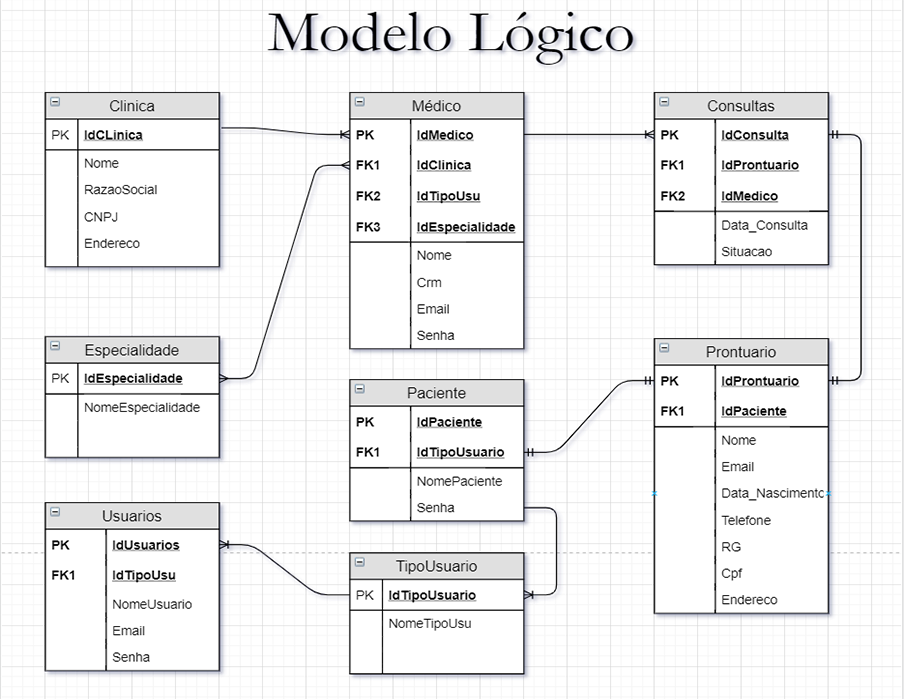 Modelo Lógico
Clinica
PK IdCLinica
Nome
RazaoSocial
CNPJ
Endereco
Médico
PK IdMedico
FK1 IdClinica
FK2 IdTipoUsu
FK3 IdEspecialidade
Nome
Crm
Email
Senha
Consultas
PK IdConsulta
FK1 IdProntuario
FK2 IdMedico
Data_Consulta
Situacao
Especialidade
PK IdEspecialidade
NomeEspecialidade
Paciente
PK IdPaciente
FK1 IdTipoUsuario
NomePaciente
Senha
Prontuario
PK IdProntuario
FK1 IdPaciente
Nome
Email
Data_Nascimento
Telefone
RG
Cpf
Endereco
Usuarios
PK IdUsuarios
FK1 IdTipoUsu
NomeUsuario
Email
Senha
TipoUsuario
PK IdTipoUsuario
NomeTipoUsu